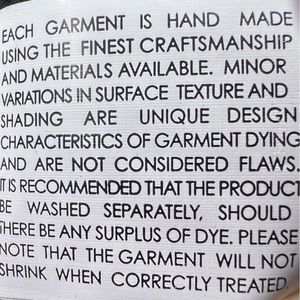 EACH GARMENT IS HAND MADE
USING THE FINEST CRAFTSMANSHIP
AND MATERIALS AVAILABLE. MINOR
VARIATIONS IN SURFACE TEXTURE AND
SHADING ARE UNIQUE DESIGN
CHARACTERISTICS OF GARMENT DYING
AND ARE NOT CONSIDERED FLAWS.
IT IS RECOMMENDED THAT THE PRODUCT
BE WASHED SEPARATELY, SHOULD
THERE BE ANY SURPLUS OF DYE. PLEASE
NOTE THAT THE GARMENT WILL NOT
SHRINK WHEN CORRECTLY TREATED.